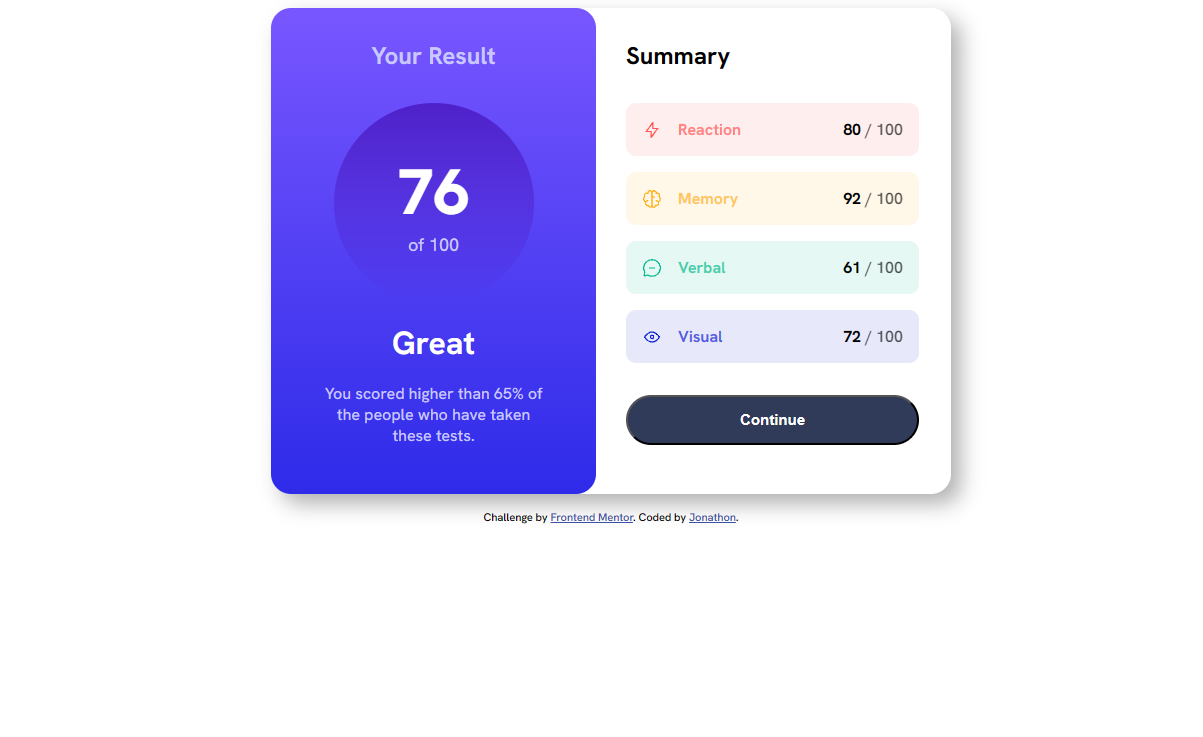 Your Result
76
of 100
Great
You scored higher than 65% of
the people who have taken
these tests.
Summary
Reaction 80 / 100
Memory 92 / 100
Verbal 61 / 100
Visual 72 / 100
Continue
Challenge by Frontend Mentor. Coded by Jonathon.